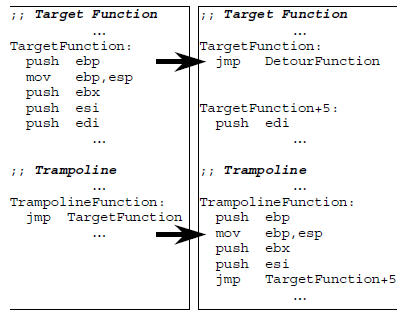 ;; Target Function
...
TargetFunction:
push ebp
mov ebp,esp
push ebx
push esi
push edi
...
;; Trampoline
...
TrampolineFunction:
jmp TargetFunction
...
;; Target Function
...
TargetFunction:
jmp DetourFunction
TargetFunction+5:
push edi
...
;; Trampoline
...
TrampolineFunction:
push ebp
mov ebp,esp
push ebx
push esi
jmp TargetFunction+5
...